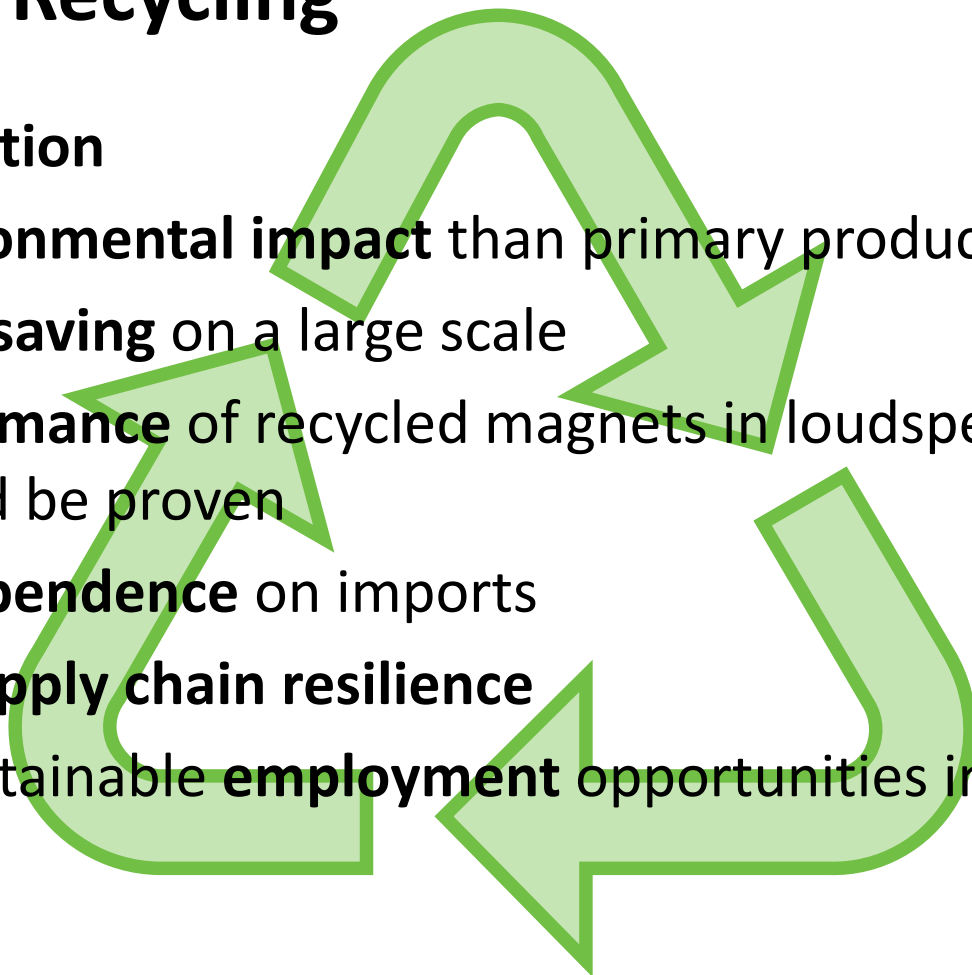 Recycling
tion
onmental impact than primary produc
saving on a large scale
mance of recycled magnets in loudspe
d be proven
pendence on imports
pply chain resilience
tainable employment opportunities in